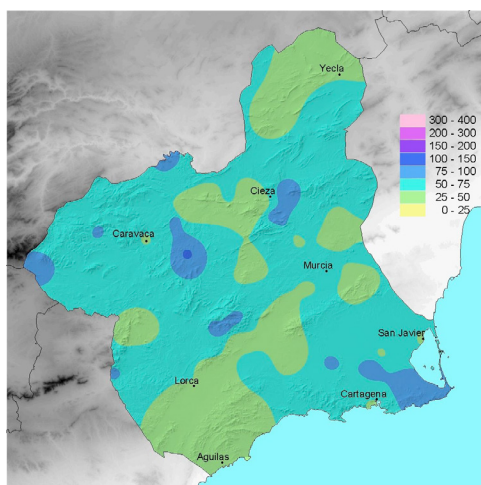 Yecla
300 - 400
200 - 300
150 - 200
100 - 150
75 - 100
50 - 75
25 - 50
0 - 25
Cieza
Caravaca
Murcia
San Javier
Lorca
Cartagena
Aguilas